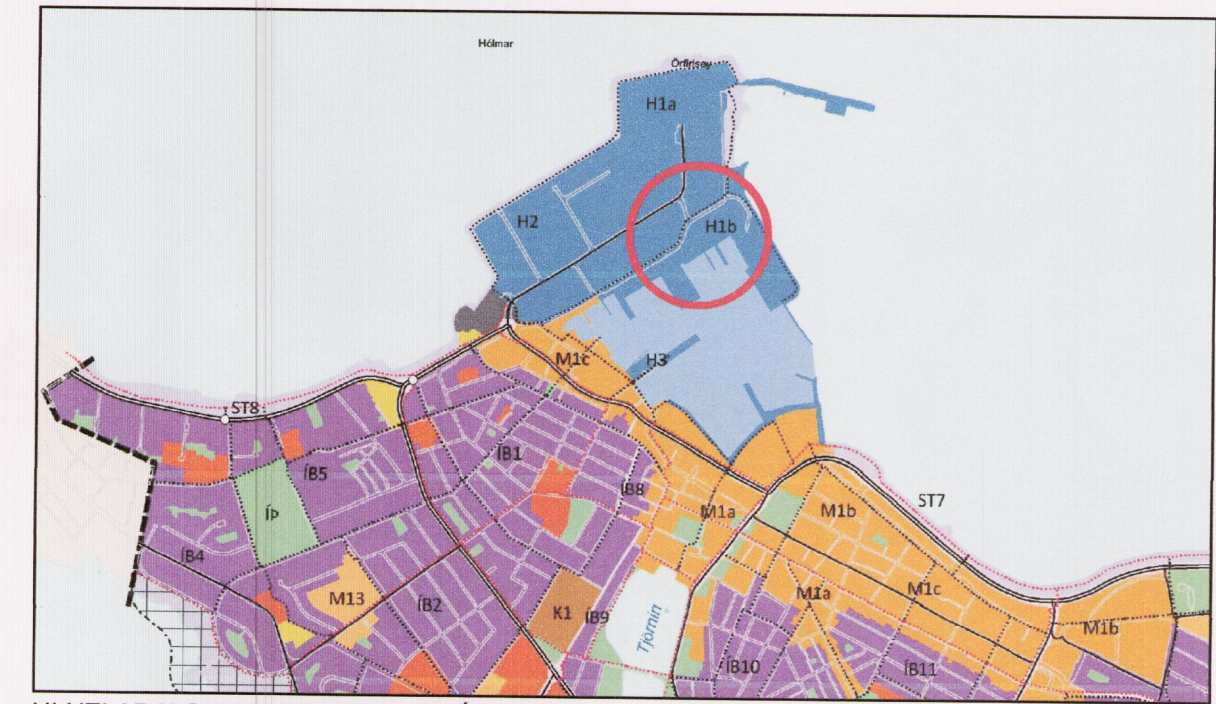 Hólmar
Örfirisey
H1a
H2
H1b
M1c
H3
ST8
ÍB1
ÍB5
ÍB8
M1a
ST7
M1b
ÍÞ
ÍB4
M13
ÍB2
M1a
M1c
K1
ÍB9
Tjörnin
M1b
ÍB10
ÍB11